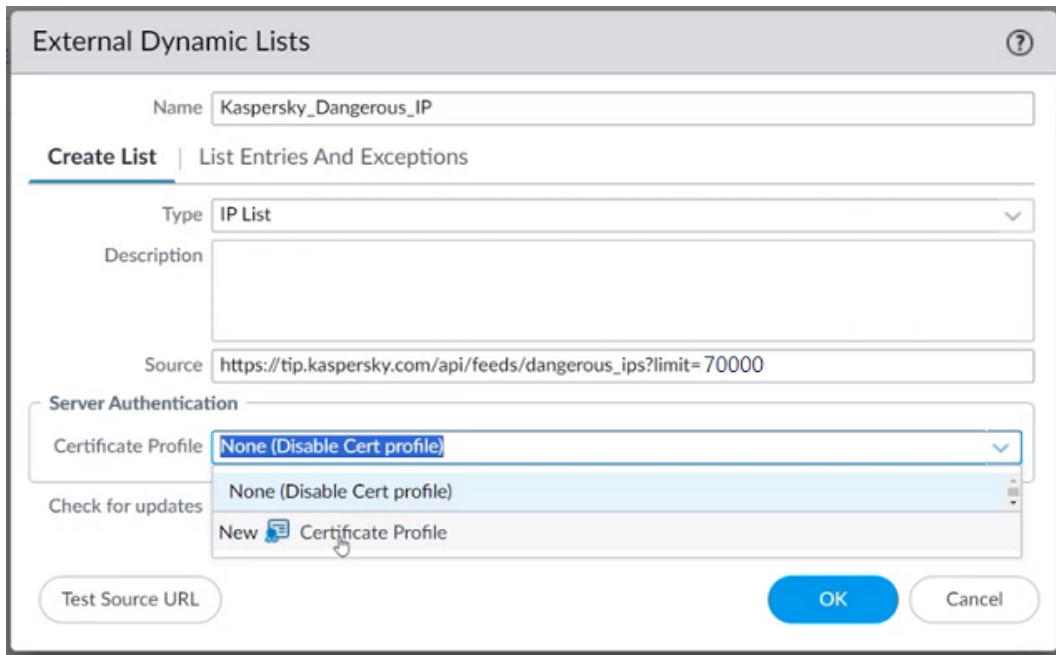 External Dynamic Lists ?
Name Kaspersky_Dangerous_IP
Create List | List Entries And Exceptions
Type IP List
Description
Source https://tip.kaspersky.com/api/feeds/dangerous_ips?limit=70000
Server Authentication
Certificate Profile None (Disable Cert profile)
None (Disable Cert profile)
Check for updates
New Certificate Profile
Test Source URL OK Cancel